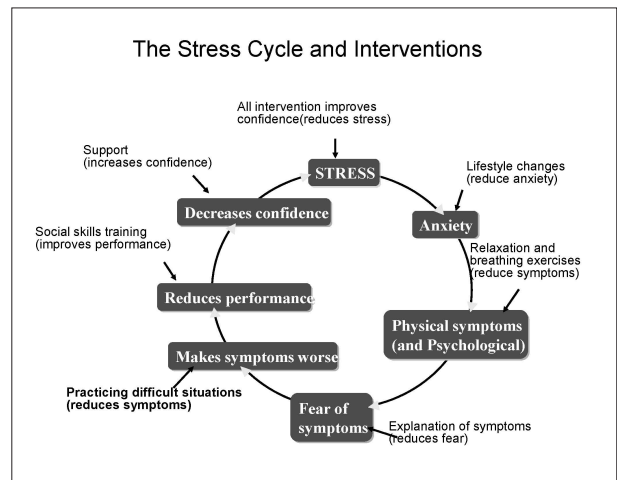 The Stress Cycle and Interventions
All intervention improves
confidence(reduces stress)
Support
(increases confidence)
STRESS
Lifestyle changes
(reduce anxiety)
Decreases confidence
Anxiety
Social skills training
(improves performance)
Relaxation and
breathing exercises
(reduce symptoms)
Reduces performance
Physical symptoms
(and Psychological)
Makes symptoms worse
Practicing difficult situations
(reduces symptoms)
Fear of
symptoms
Explanation of symptoms
(reduces fear)